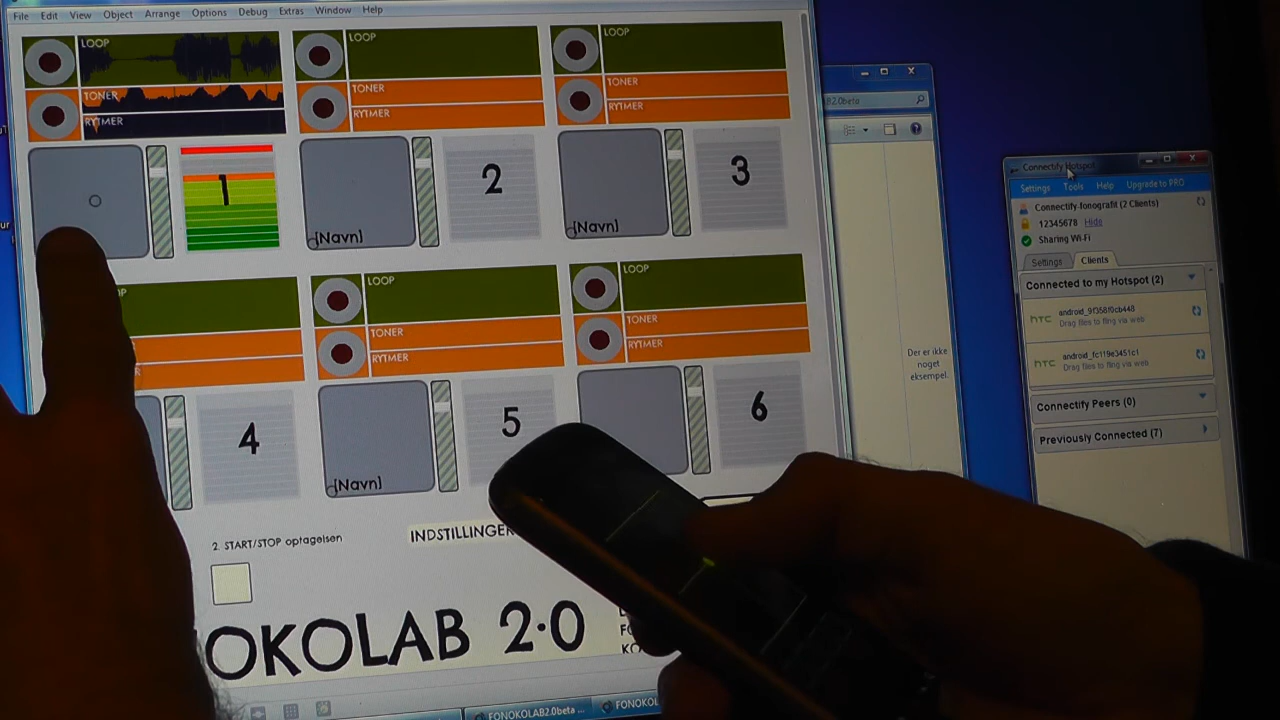 File Edit View Object Arrange Options Debug Extras Window Help
LOOP
TONER
RYTMER
LOOP
TONER
RYTMER
LOOP
TONER
RYTMER
1
(Navn)
2
(Navn)
3
LOOP
TONER
RYTMER
LOOP
TONER
RYTMER
4
(Navn)
5
6
2. START/STOP optagelsen
INDSTILLINGER
OKOLAB 2.0
FONOKOLAB2.0beta ...
FONOKOL
B2.0beta
Der er ikke
noget
eksempel.
Connectify Hotspot
Settings Tools Help Upgrade to PRO
Connectify-fonografit (2 Clients)
12345678 Hide
Sharing Wi-Fi
Settings Clients
Connected to my Hotspot (2)
htc
android_9f358f0cb448
Drag files to fling via web
htc
android_fc119e3451c1
Drag files to fling via web
Connectify Peers (0)
Previously Connected (7)